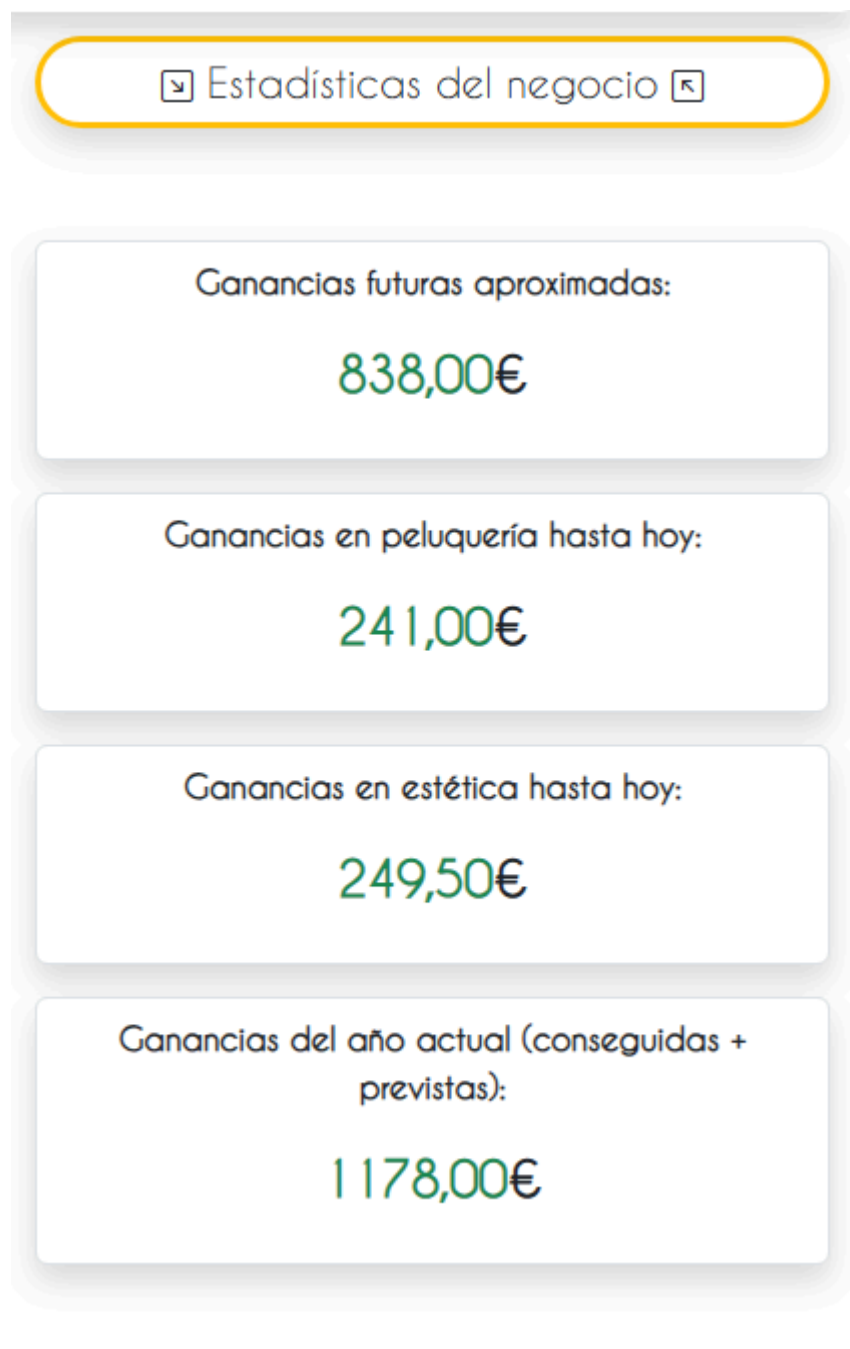 Estadísticas del negocio
Ganancias futuras aproximadas:
838,00€
Ganancias en peluquería hasta hoy:
241,00€
Ganancias en estética hasta hoy:
249,50€
Ganancias del año actual (conseguidas +
previstas):
1178,00€